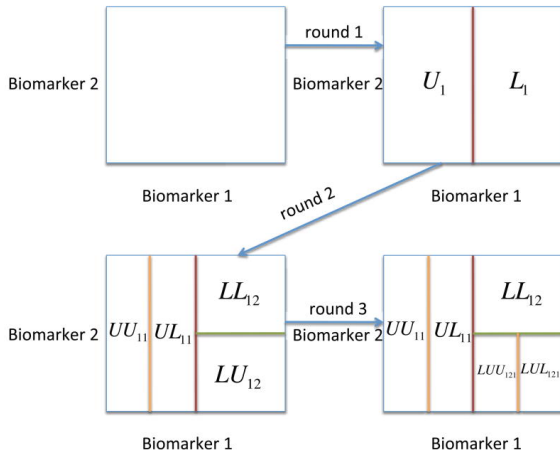 round 1
Biomarker 2
Biomarker 2
U1 L1
Biomarker 1
Biomarker 1
round 2
LL12
LL12
round 3
Biomarker 2
UU11 UL11
Biomarker 2
UU11 UL11
LU12
LUU121 LUL121
Biomarker 1
Biomarker 1